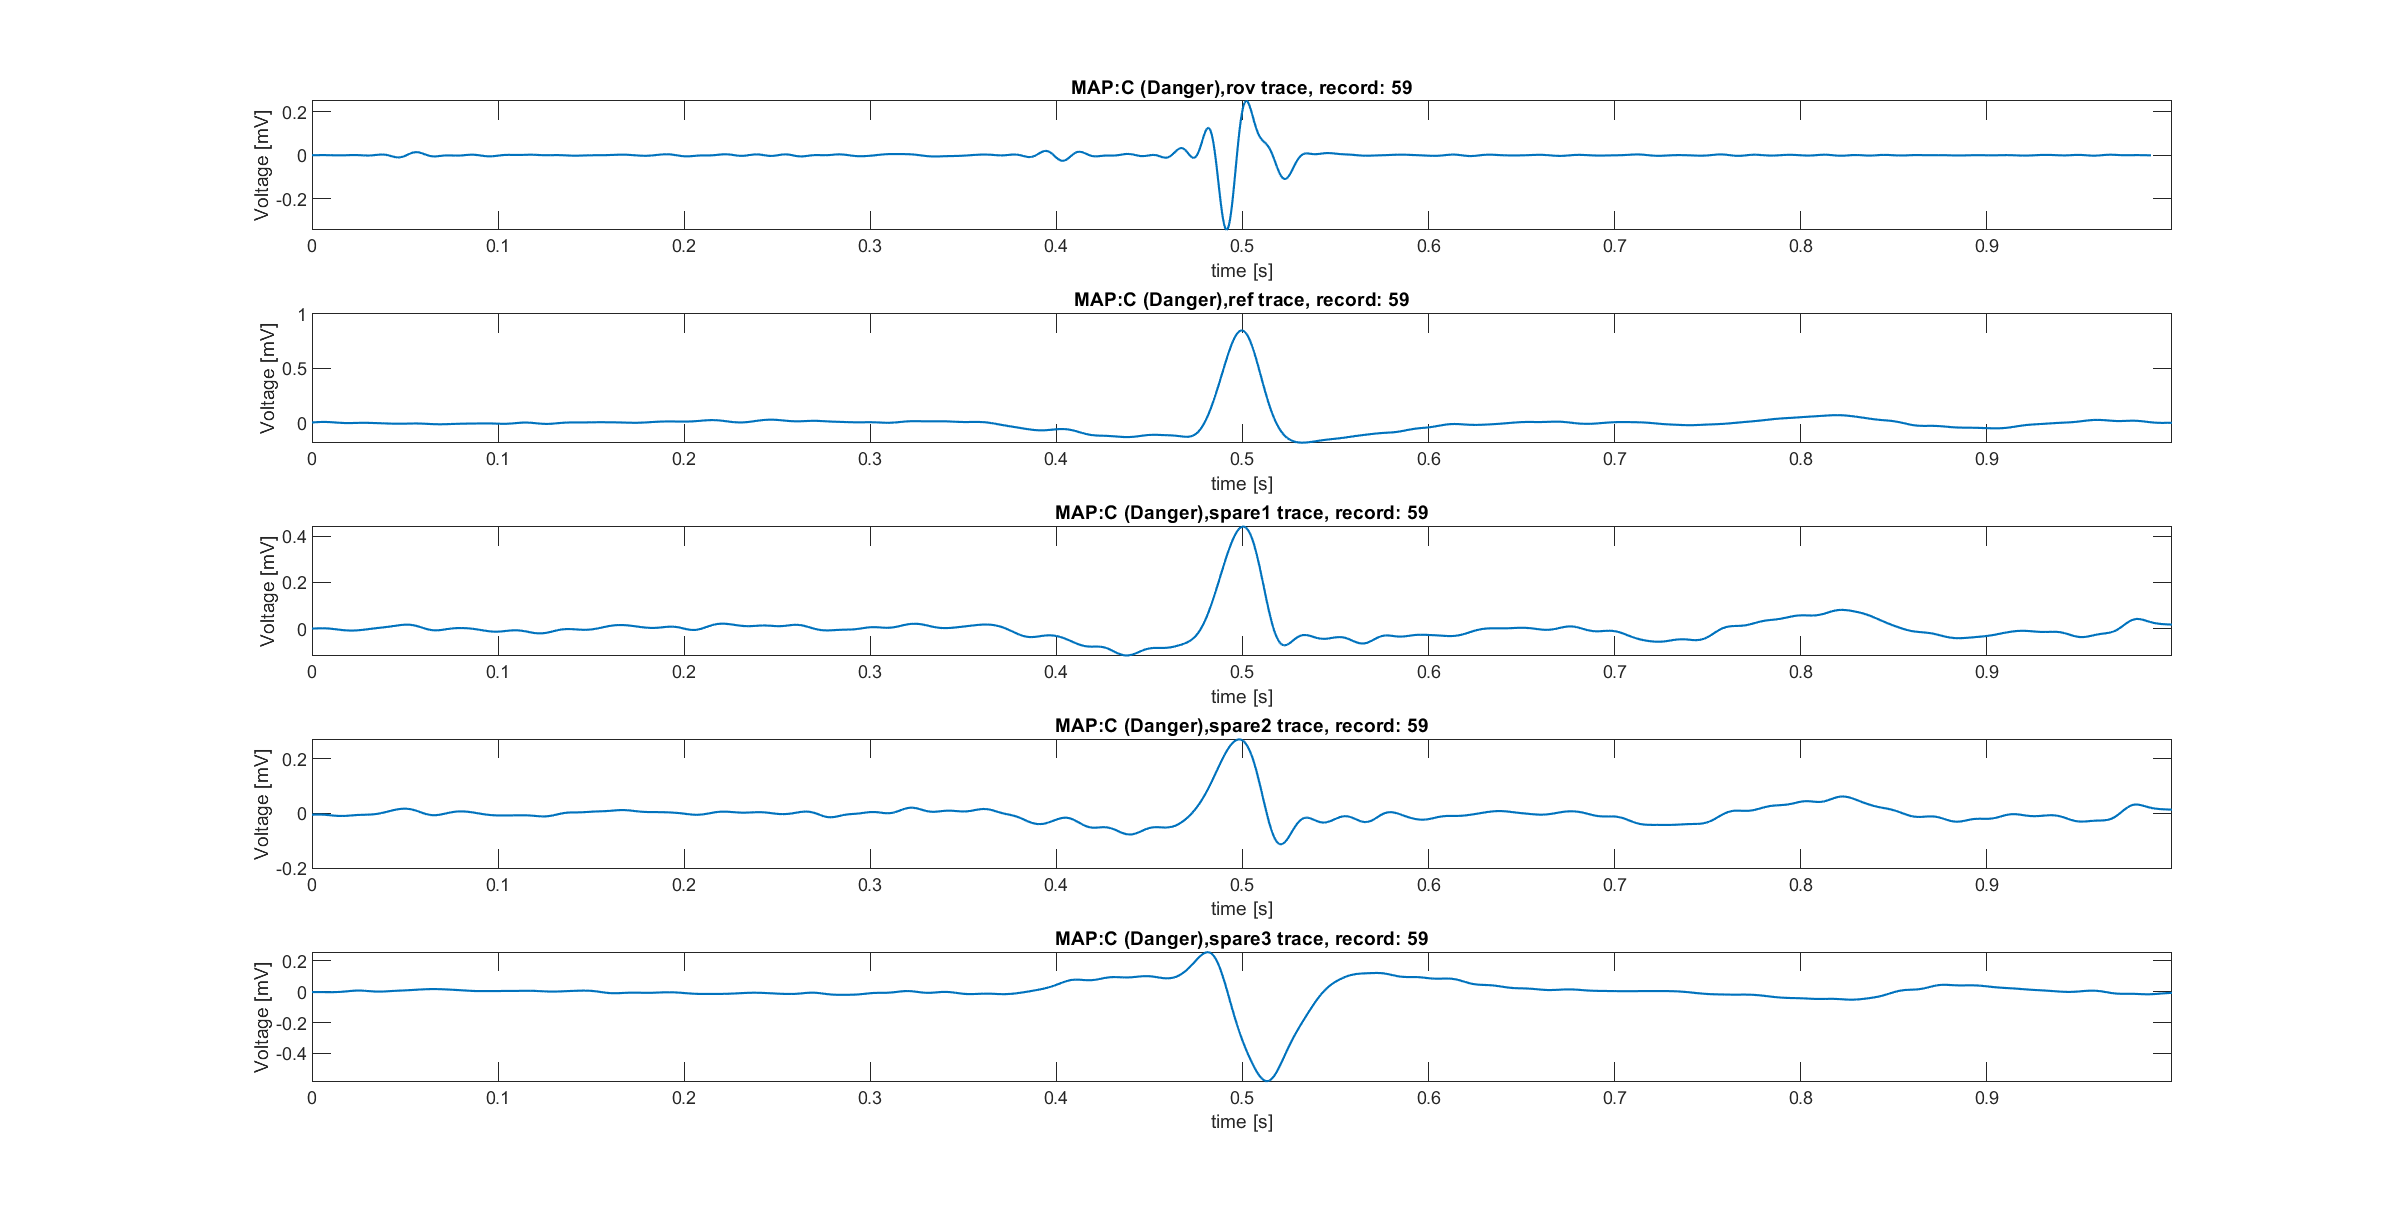 MAP:C (Danger),rov trace, record: 59
Voltage [mV]
0.2
0
-0.2
0 0.1 0.2 0.3 0.4 0.5 0.6 0.7 0.8 0.9
time [s]
MAP:C (Danger),ref trace, record: 59
Voltage [mV]
1
0.5
0
0 0.1 0.2 0.3 0.4 0.5 0.6 0.7 0.8 0.9
time [s]
MAP:C (Danger),spare1 trace, record: 59
Voltage [mV]
0.4
0.2
0
0 0.1 0.2 0.3 0.4 0.5 0.6 0.7 0.8 0.9
time [s]
MAP:C (Danger),spare2 trace, record: 59
Voltage [mV]
0.2
0
-0.2
0 0.1 0.2 0.3 0.4 0.5 0.6 0.7 0.8 0.9
time [s]
MAP:C (Danger),spare3 trace, record: 59
Voltage [mV]
0.2
0
-0.2
-0.4
0 0.1 0.2 0.3 0.4 0.5 0.6 0.7 0.8 0.9
time [s]